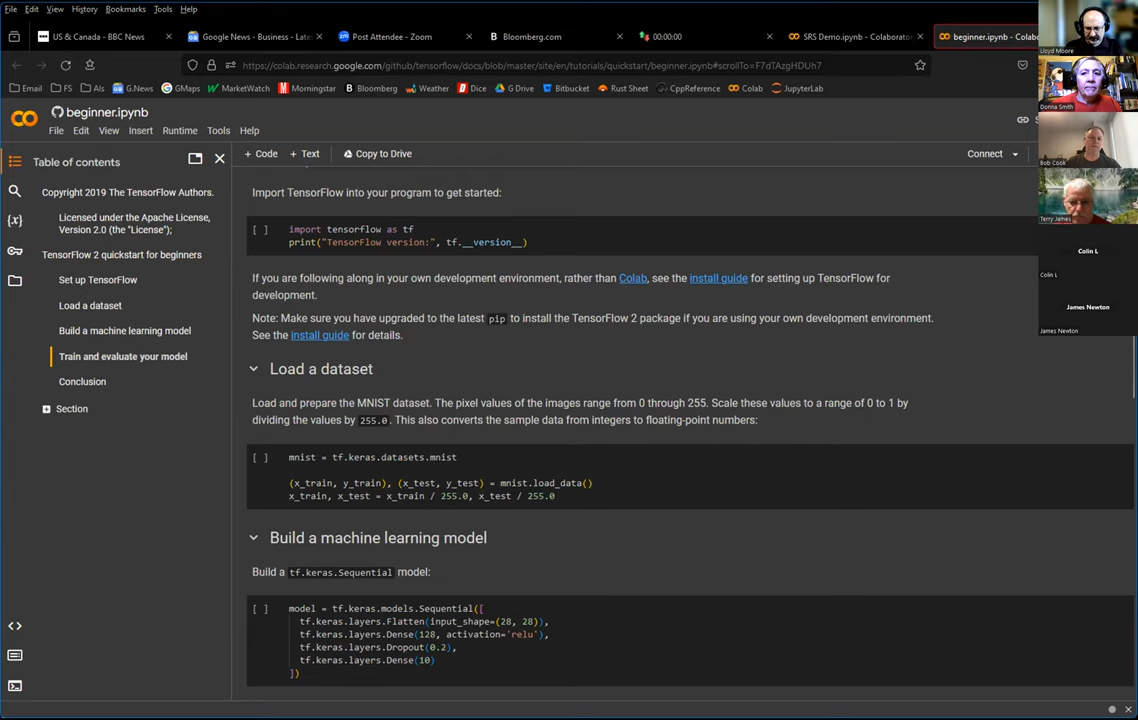 File Edit View History Bookmarks Tools Help
US & Canada - BBC News
Google News - Business - Late
Post Attendee - Zoom
Bloomberg.com
00:00:00
SRS Demo.ipynb - Colaborato
beginner.ipynb - Colabo
https://colab.research.google.com/github/tensorflow/docs/blob/master/site/en/tutorials/quickstart/beginner.ipynb#scrollTo=F7dTAzgHDUh7
Email FS AIs G.News GMaps MarketWatch Morningstar Bloomberg Weather Dice G Drive Bitbucket Rust Sheet CppReference Colab JupyterLab
beginner.ipynb
File Edit View Insert Runtime Tools Help
Table of contents
+ Code + Text Copy to Drive
Connect
Copyright 2019 The TensorFlow Authors.
Licensed under the Apache License,
Version 2.0 (the "License");
TensorFlow 2 quickstart for beginners
Set up TensorFlow
Load a dataset
Build a machine learning model
Train and evaluate your model
Conclusion
Section
Import TensorFlow into your program to get started:
[ ] import tensorflow as tf
print("TensorFlow version:", tf.__version__)
If you are following along in your own development environment, rather than Colab, see the install guide for setting up TensorFlow for
development.
Note: Make sure you have upgraded to the latest pip to install the TensorFlow 2 package if you are using your own development environment.
See the install guide for details.
Load a dataset
Load and prepare the MNIST dataset. The pixel values of the images range from 0 through 255. Scale these values to a range of 0 to 1 by
dividing the values by 255.0. This also converts the sample data from integers to floating-point numbers:
[ ] mnist = tf.keras.datasets.mnist
(x_train, y_train), (x_test, y_test) = mnist.load_data()
x_train, x_test = x_train / 255.0, x_test / 255.0
Build a machine learning model
Build a tf.keras.Sequential model:
[ ] model = tf.keras.models.Sequential([
tf.keras.layers.Flatten(input_shape=(28, 28)),
tf.keras.layers.Dense(128, activation='relu'),
tf.keras.layers.Dropout(0.2),
tf.keras.layers.Dense(10)
])
Lloyd Moore
Donna Smith
Bob Cook
Terry James
Colin L
Colin L
James Newton
James Newton